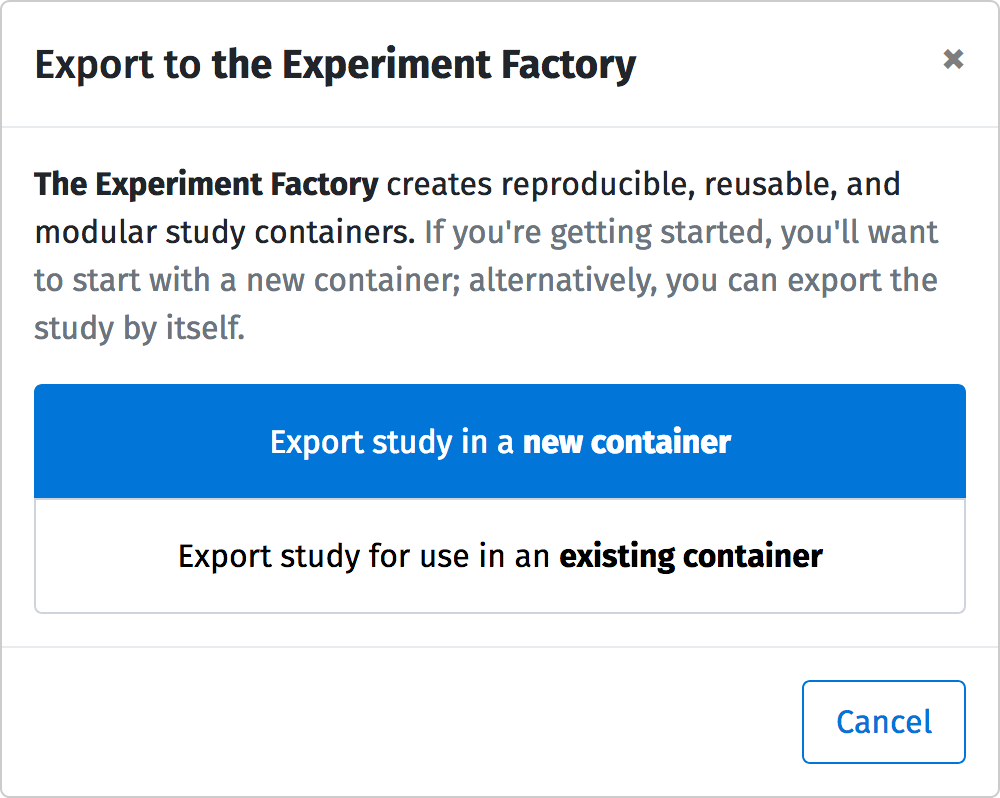 Export to the Experiment Factory
The Experiment Factory creates reproducible, reusable, and
modular study containers. If you're getting started, you'll want
to start with a new container; alternatively, you can export the
study by itself.
Export study in a new container
Export study for use in an existing container
Cancel